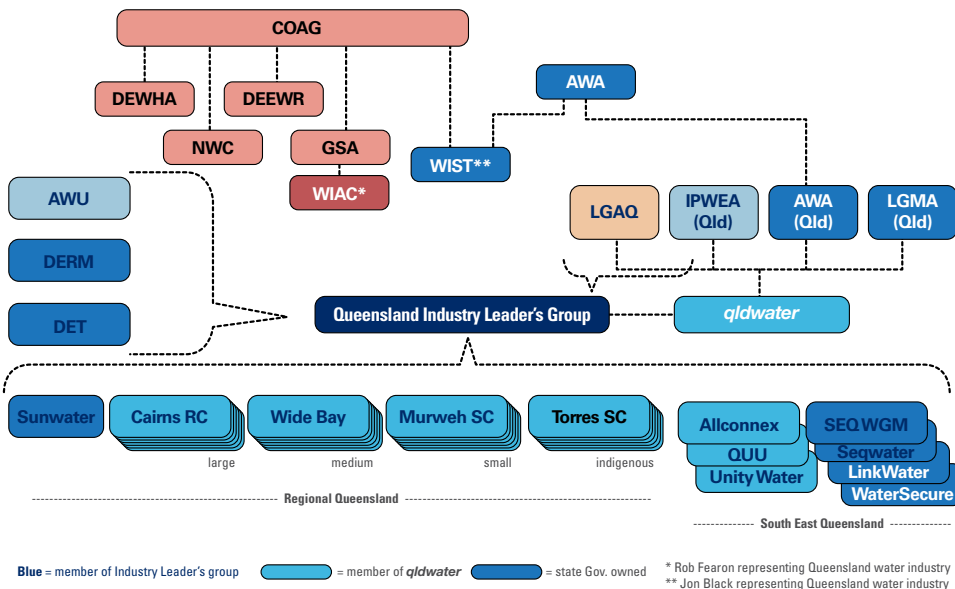 COAG
AWA
DEWHA
DEEWR
NWC
GSA
WIST**
WIAC*
AWU
LGAQ
IPWEA
(Qld)
AWA
(Qld)
LGMA
(Qld)
DERM
DET
Queensland Industry Leader's Group
qldwater
Sunwater
Cairns RC
Wide Bay
Murweh SC
Torres SC
Allconnex
SEQ WGM
QUU
Seqwater
Unity Water
LinkWater
WaterSecure
large
medium
small
indigenous
Regional Queensland
South East Queensland
Blue = member of Industry Leader's group
= member of qldwater
= state Gov. owned
* Rob Fearon representing Queensland water industry
** Jon Black representing Queensland water industry